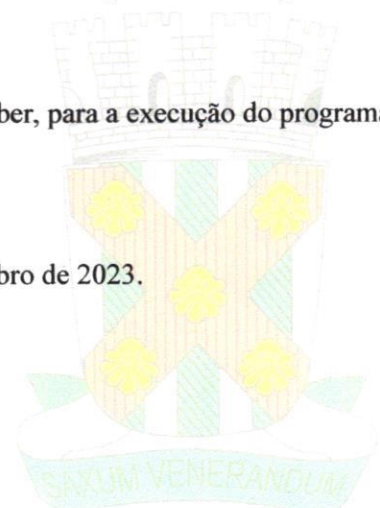 ber, para a execução do programa
bro de 2023.
SAXUM VENERANDUM